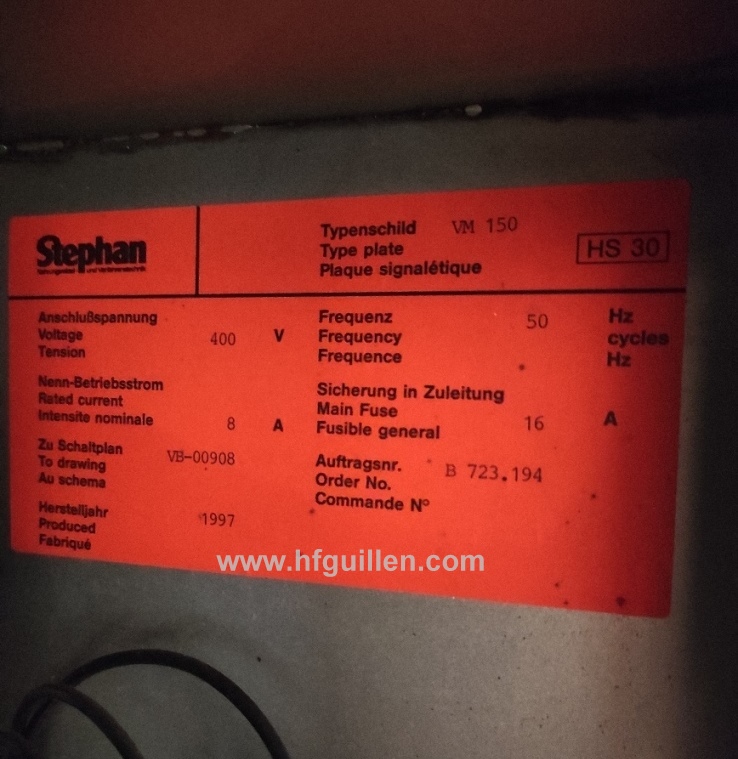 Stephan
Typenschild VM 150
Type plate
Plaque signalétique
HS 30
Anschlußspannung
Voltage 400 V
Tension
Frequenz 50 Hz
Frequency cycles
Frequence Hz
Nenn-Betriebsstrom
Rated current
Intensite nominale 8 A
Sicherung in Zuleitung
Main Fuse
Fusible general 16 A
Zu Schaltplan
To drawing VB-00908
Au schema
Auftragsnr. B 723.194
Order No.
Commande N°
Herstelljahr
Produced 1997
Fabriqué
www.hfguillen.com